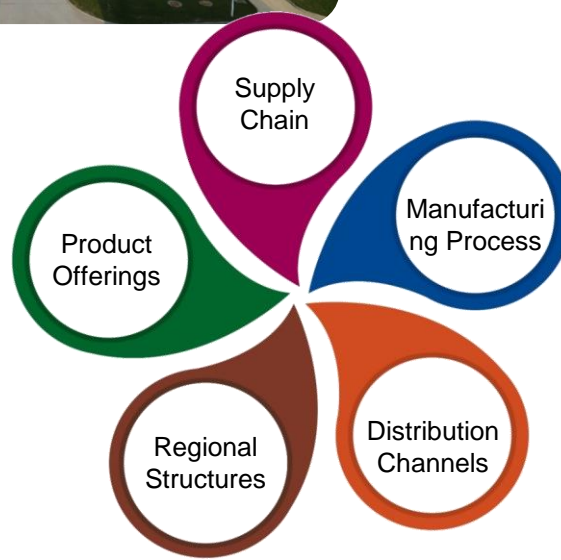 Supply
Chain
Manufacturi
ng Process
Distribution
Channels
Regional
Structures
Product
Offerings